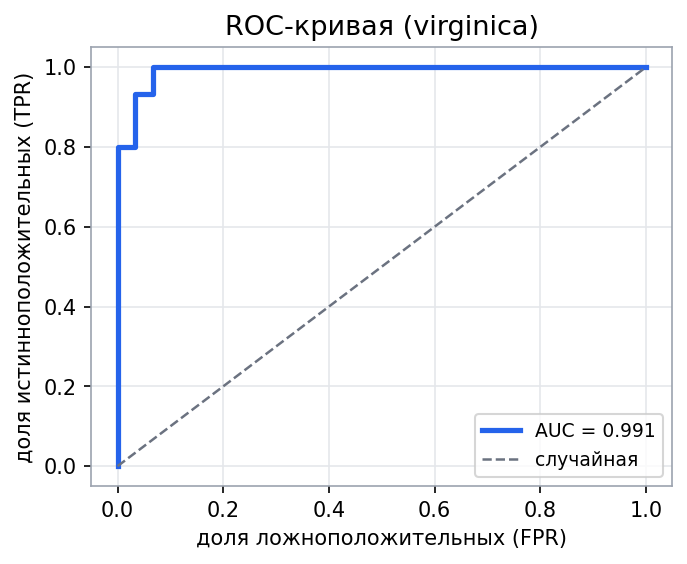 ROC-кривая (virginica)
доля истинноположительных (TPR)
1.0
0.8
0.6
0.4
0.2
0.0
AUC = 0.991
случайная
0.0 0.2 0.4 0.6 0.8 1.0
доля ложноположительных (FPR)